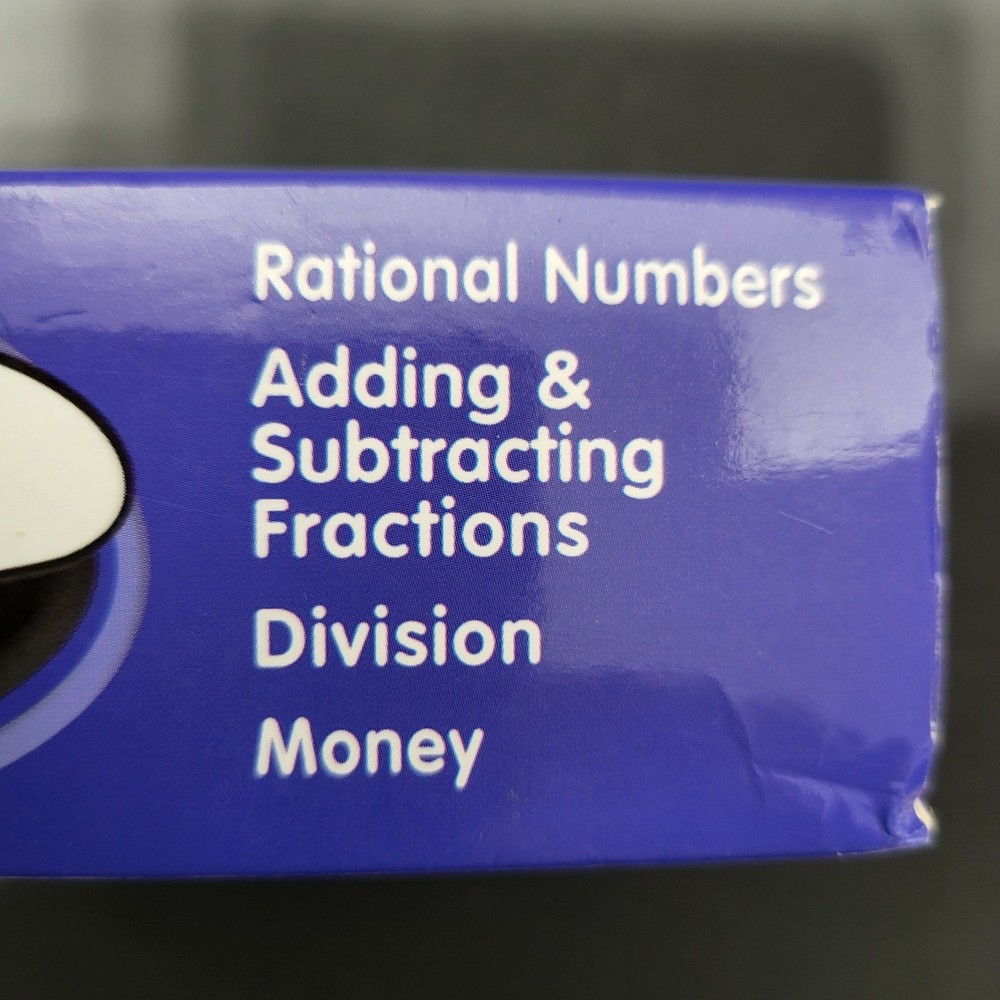 Rational Numbers
Adding &
Subtracting
Fractions
Division
Money